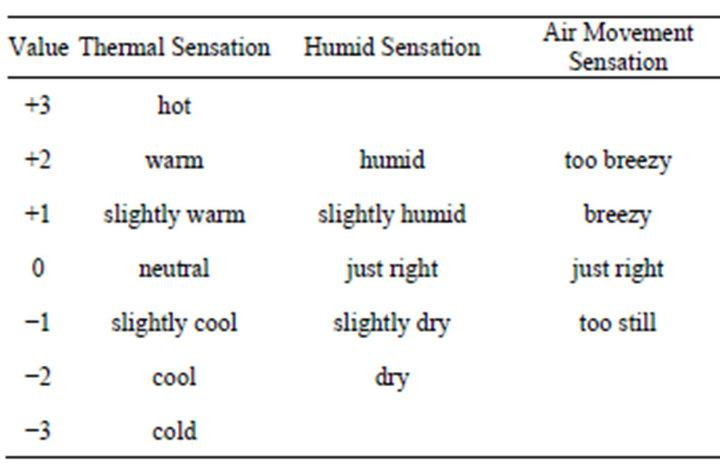 Value Thermal Sensation Humid Sensation Air Movement Sensation
+3 hot
+2 warm humid too breezy
+1 slightly warm slightly humid breezy
0 neutral just right just right
−1 slightly cool slightly dry too still
−2 cool dry
−3 cold